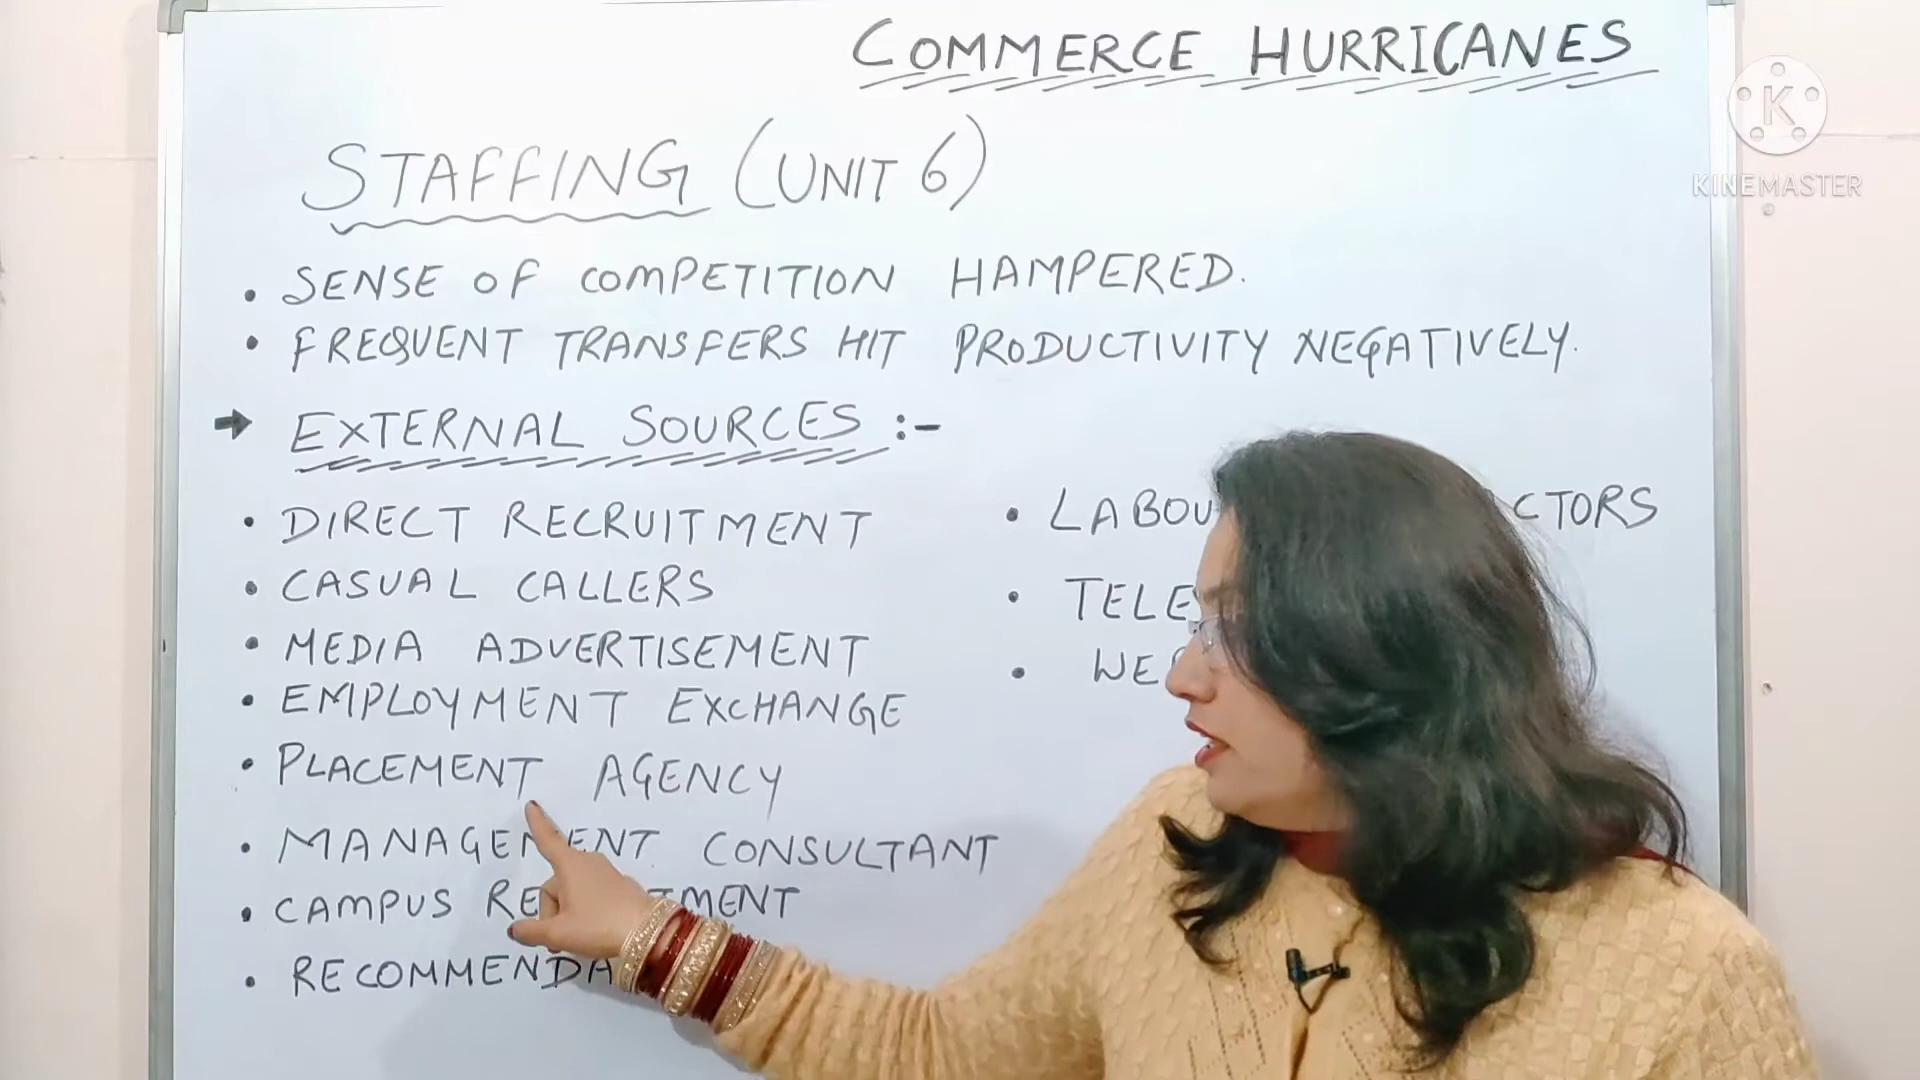 COMMERCE HURRICANES
K
KINEMASTER
STAFFING (UNIT 6)
• SENSE OF COMPETITION HAMPERED.
• FREQUENT TRANSFERS HIT PRODUCTIVITY NEGATIVELY.
→ EXTERNAL SOURCES :-
• DIRECT RECRUITMENT
• CASUAL CALLERS
• MEDIA ADVERTISEMENT
• EMPLOYMENT EXCHANGE
• PLACEMENT AGENCY
• MANAGEMENT CONSULTANT
• CAMPUS
•
• 
•